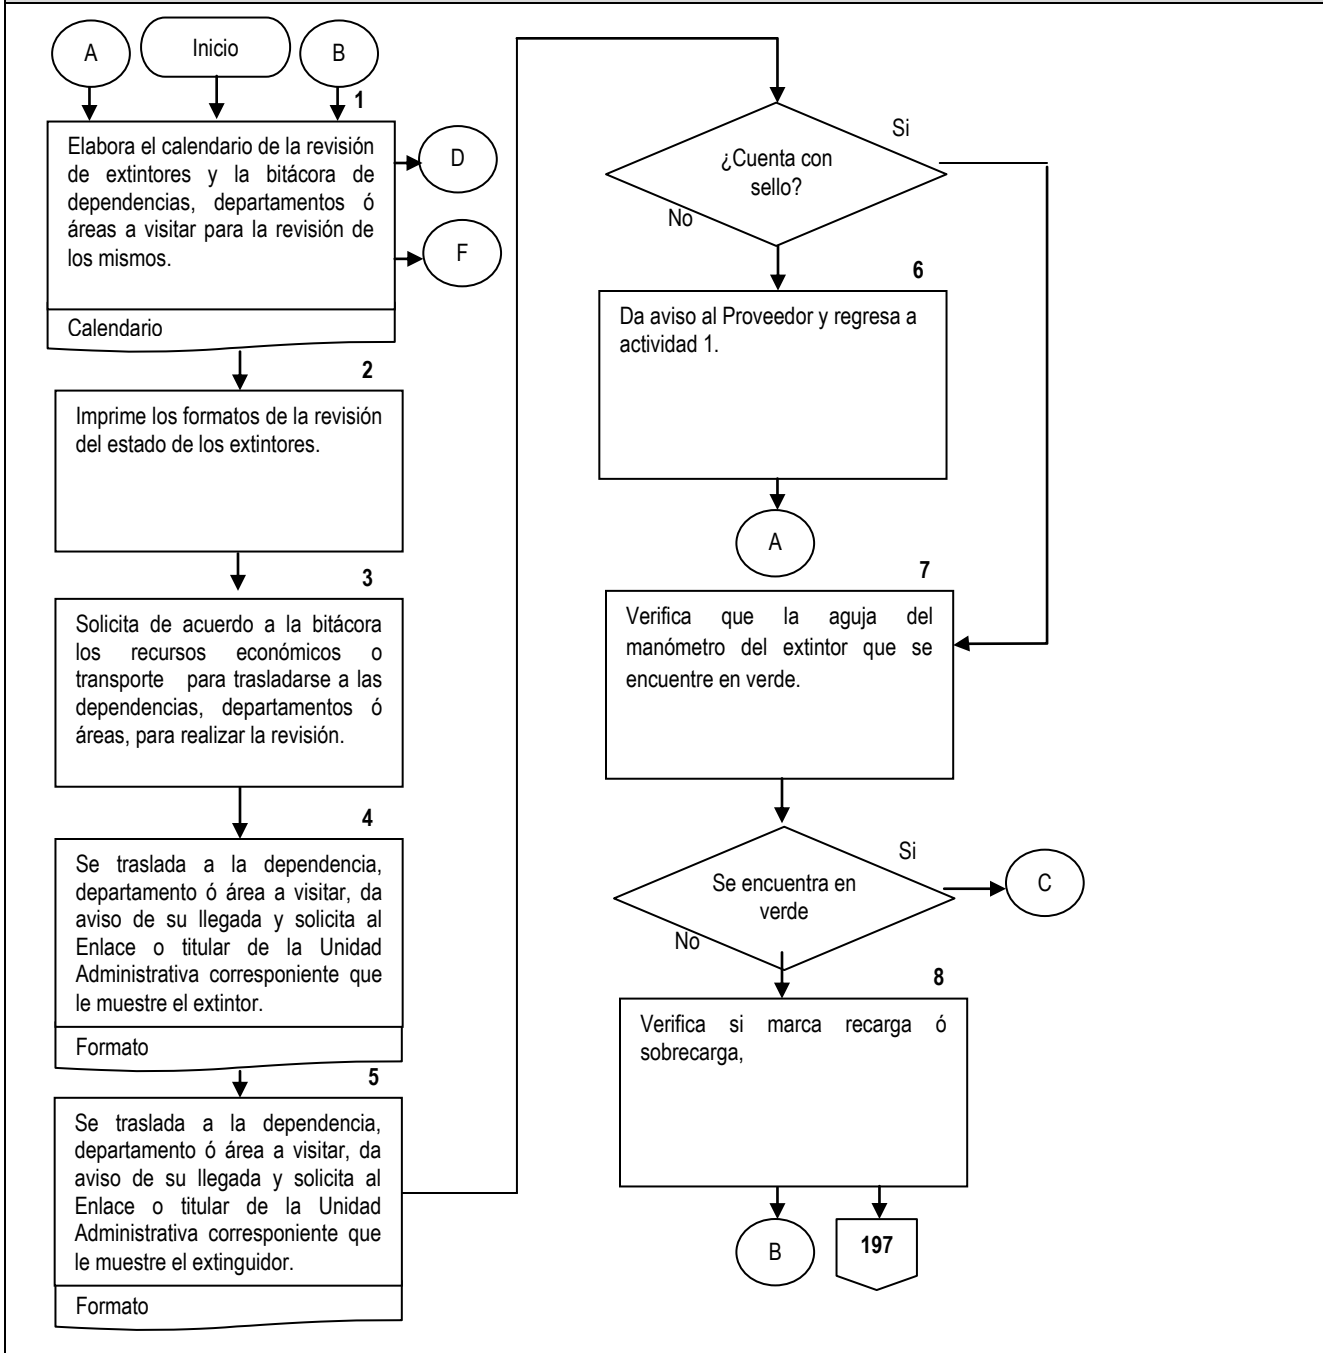 A
Inicio
B
1
Elabora el calendario de la revisión
de extintores y la bitácora de
dependencias, departamentos ó
áreas a visitar para la revisión de
los mismos.
Calendario
D
F
2
Imprime los formatos de la revisión
del estado de los extintores.
3
Solicita de acuerdo a la bitácora
los recursos económicos o
transporte para trasladarse a las
dependencias, departamentos ó
áreas, para realizar la revisión.
4
Se traslada a la dependencia,
departamento ó área a visitar, da
aviso de su llegada y solicita al
Enlace o titular de la Unidad
Administrativa corresponiente que
le muestre el extintor.
Formato
5
Se traslada a la dependencia,
departamento ó área a visitar, da
aviso de su llegada y solicita al
Enlace o titular de la Unidad
Administrativa corresponiente que
le muestre el extinguidor.
Formato
¿Cuenta con
sello?
Si
No
6
Da aviso al Proveedor y regresa a
actividad 1.
A
7
Verifica que la aguja del
manómetro del extintor que se
encuentre en verde.
Se encuentra en
verde
Si
C
No
8
Verifica si marca recarga ó
sobrecarga,
B
197